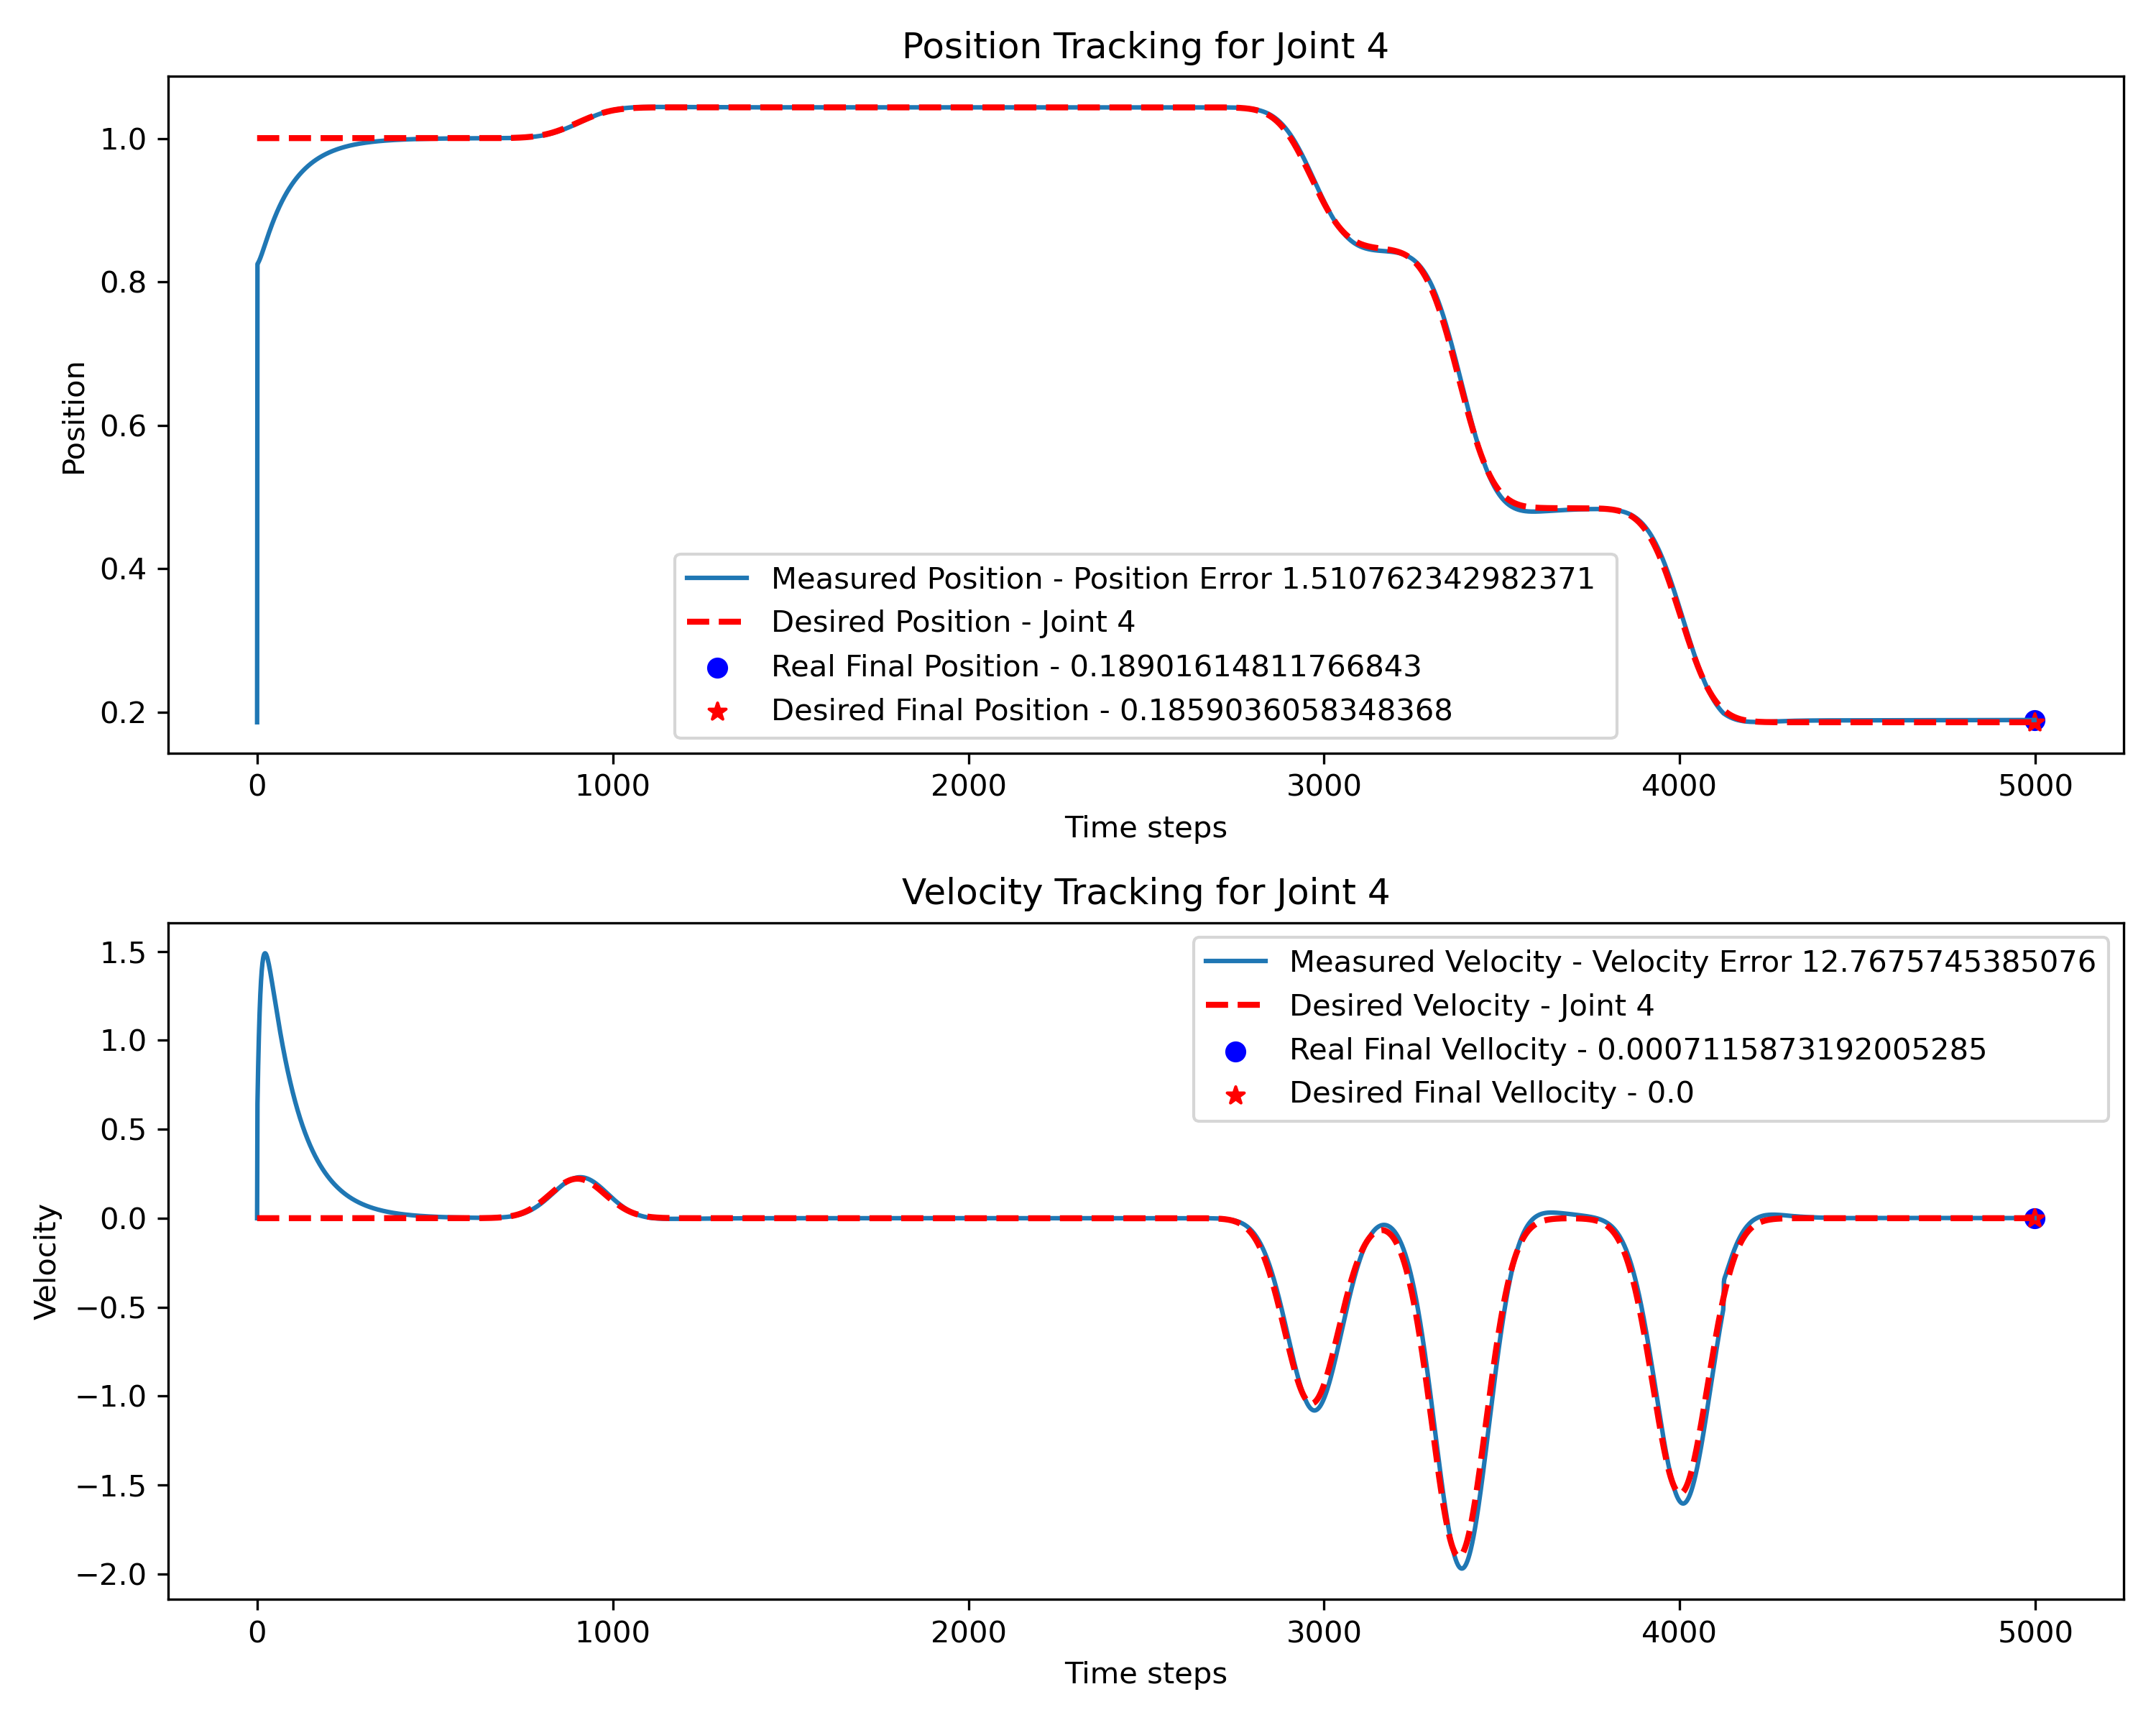 Position Tracking for Joint 4
1.0
0.8
0.6
0.4
0.2
Position
Measured Position - Position Error 1.510762342982371
Desired Position - Joint 4
Real Final Position - 0.18901614811766843
Desired Final Position - 0.1859036058348368
0 1000 2000 3000 4000 5000
Time steps
Velocity Tracking for Joint 4
1.5
1.0
0.5
0.0
−0.5
−1.0
−1.5
−2.0
Velocity
Measured Velocity - Velocity Error 12.7675745385076
Desired Velocity - Joint 4
Real Final Vellocity - 0.0007115873192005285
Desired Final Vellocity - 0.0
0 1000 2000 3000 4000 5000
Time steps